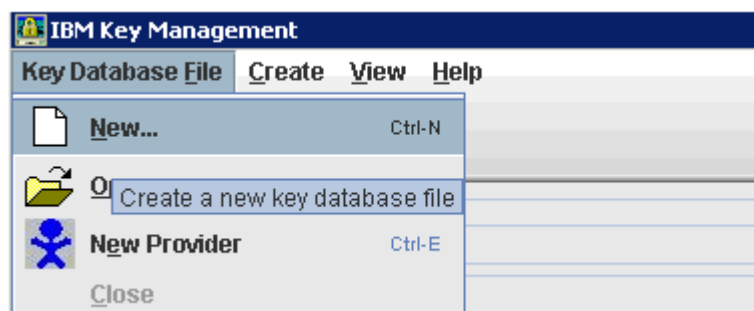 IBM Key Management
Key Database File Create View Help
New... Ctrl-N
Create a new key database file
New Provider Ctrl-E
Close